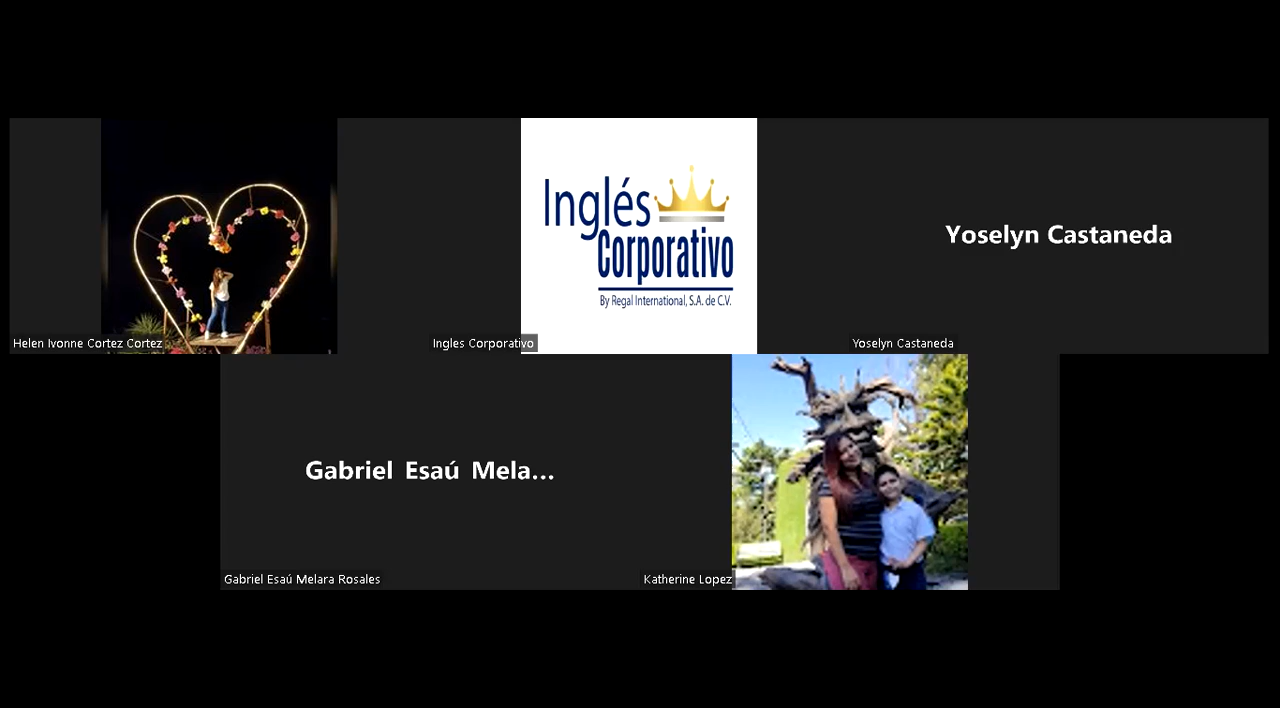 Inglés
Corporativo
By Regal International, S.A. de C.V.
Yoselyn Castaneda
Helen Ivonne Cortez Cortez
Ingles Corporativo
Yoselyn Castaneda
Gabriel Esaú Mela...
Gabriel Esaú Melara Rosales
Katherine Lopez